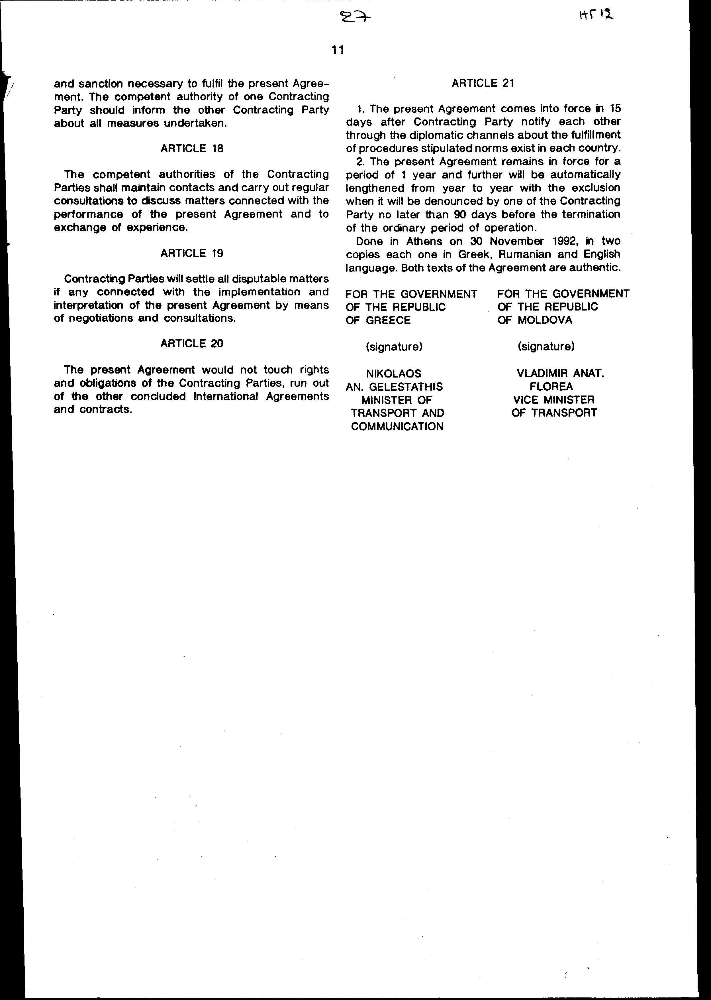 27
11
and sanction necessary to fulfil the present Agree-
ment. The competent authority of one Contracting
Party should inform the other Contracting Party
about all measures undertaken.
ARTICLE 18
The competent authorities of the Contracting
Parties shall maintain contacts and carry out regular
consultations to discuss matters connected with the
performance of the present Agreement and to
exchange of experience.
ARTICLE 19
Contracting Parties will settle all disputable matters
if any connected with the implementation and
interpretation of the present Agreement by means
of negotiations and consultations.
ARTICLE 20
The present Agreement would not touch rights
and obligations of the Contracting Parties, run out
of the other concluded International Agreements
and contracts.
ARTICLE 21
1. The present Agreement comes into force in 15
days after Contracting Party notify each other
through the diplomatic channels about the fulfillment
of procedures stipulated norms exist in each country.
2. The present Agreement remains in force for a
period of 1 year and further will be automatically
lengthened from year to year with the exclusion
when it will be denounced by one of the Contracting
Party no later than 90 days before the termination
of the ordinary period of operation.
Done in Athens on 30 November 1992, in two
copies each one in Greek, Rumanian and English
language. Both texts of the Agreement are authentic.
FOR THE GOVERNMENT
OF THE REPUBLIC
OF GREECE
(signature)
NIKOLAOS
AN. GELESTATHIS
MINISTER OF
TRANSPORT AND
COMMUNICATION
FOR THE GOVERNMENT
OF THE REPUBLIC
OF MOLDOVA
(signature)
VLADIMIR ANAT.
FLOREA
VICE MINISTER
OF TRANSPORT